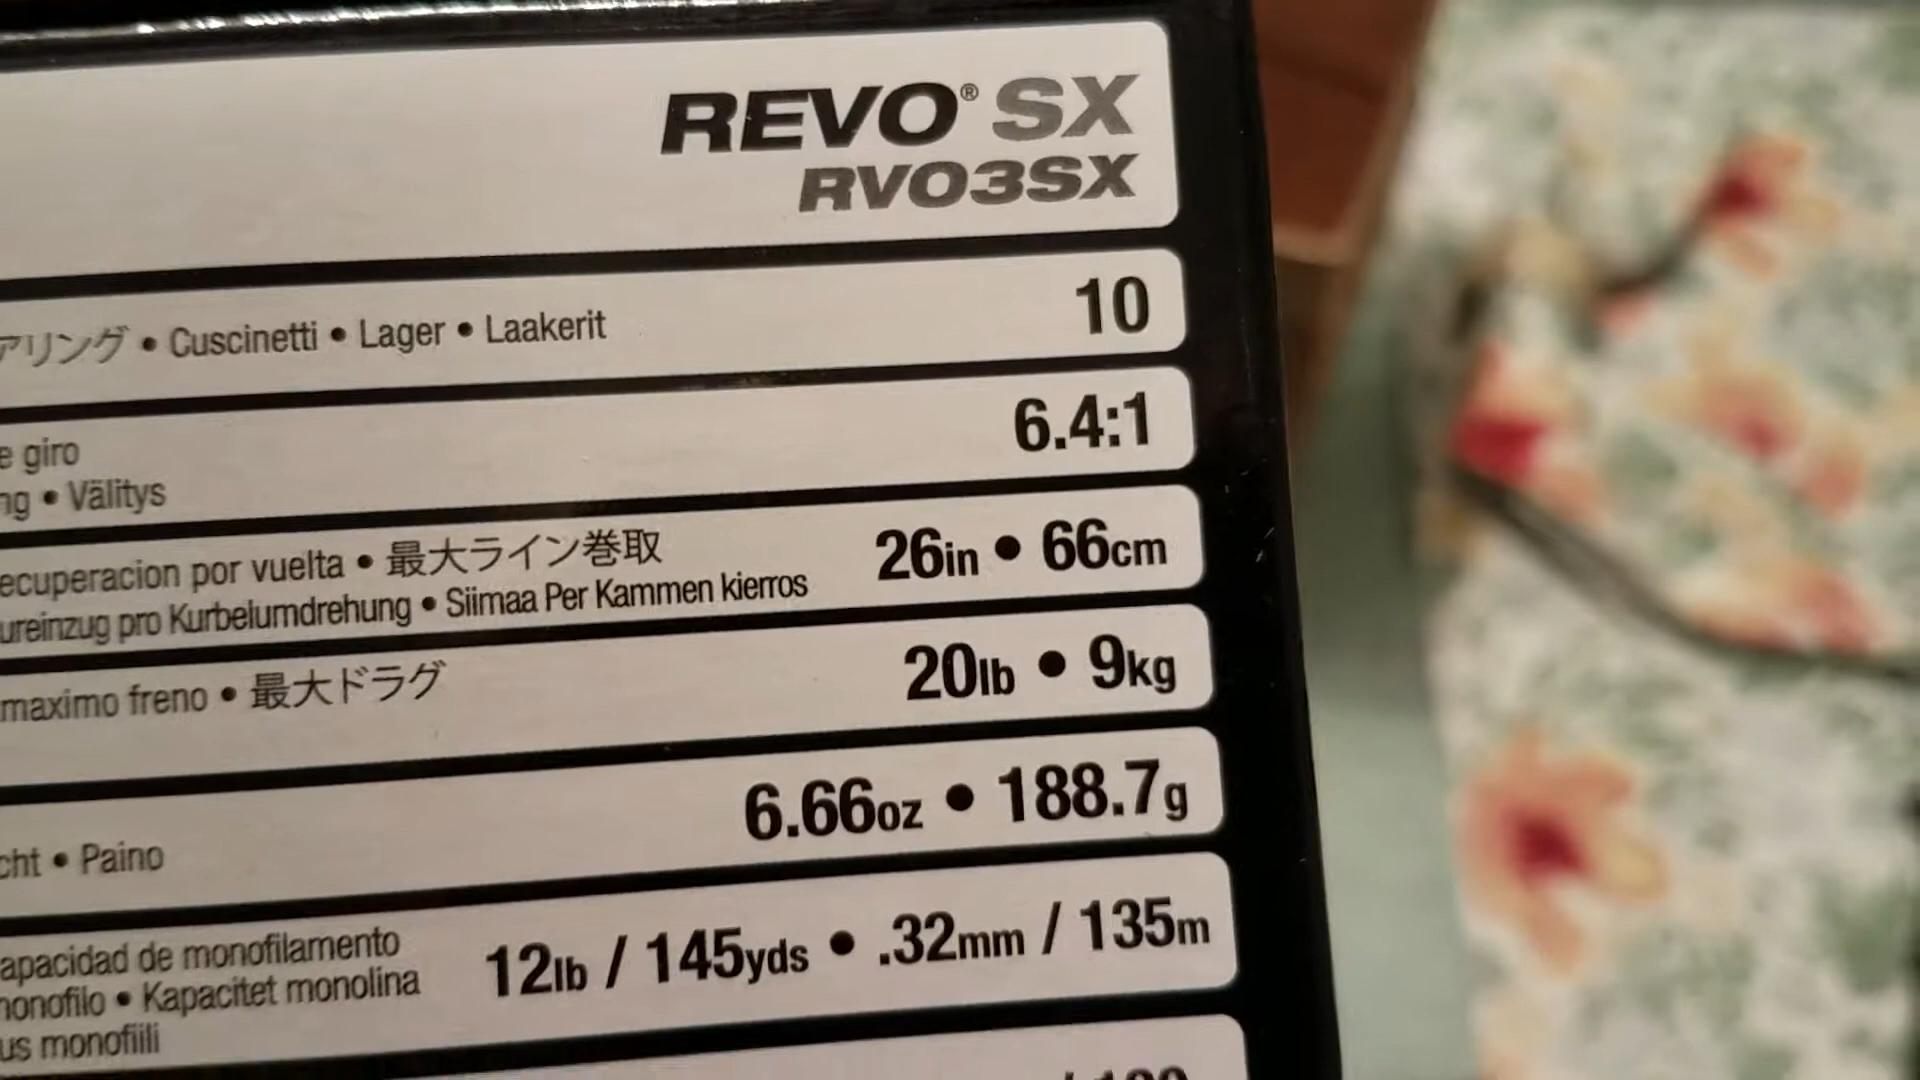 REVO® SX
RVO3SX
アリング • Cuscinetti • Lager • Laakerit
10
e giro
ng • Välitys
6.4:1
ecuperacion por vuelta • 最大ライン巻取
ureinzug pro Kurbelumdrehung • Siimaa Per Kammen kierros
26in • 66cm
maximo freno • 最大ドラグ
20lb • 9kg
cht • Paino
6.66oz • 188.7g
apacidad de monofilamento
monofilo • Kapacitet monolina
us monofiili
12lb / 145yds • .32mm / 135m